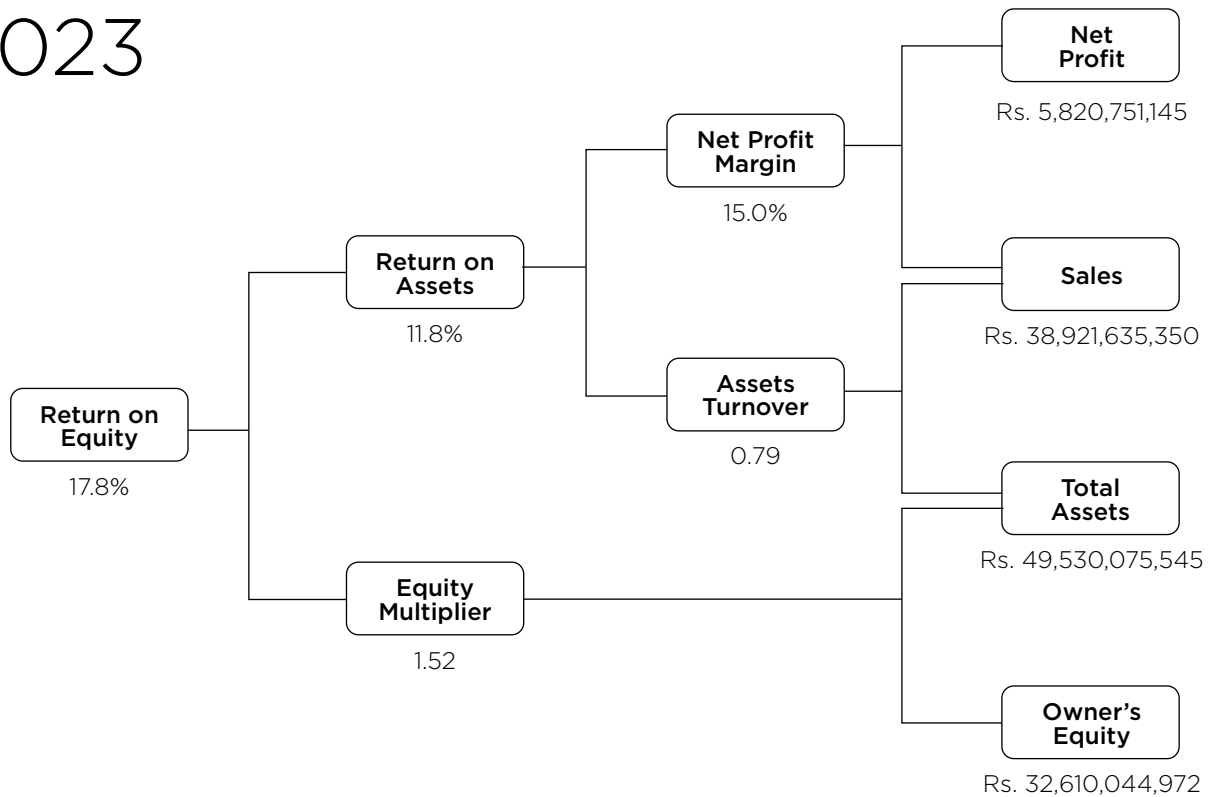 023
Net
Profit
Rs. 5,820,751,145
Net Profit
Margin
15.0%
Return on
Assets
11.8%
Sales
Rs. 38,921,635,350
Assets
Turnover
0.79
Return on
Equity
17.8%
Total
Assets
Rs. 49,530,075,545
Equity
Multiplier
1.52
Owner's
Equity
Rs. 32,610,044,972